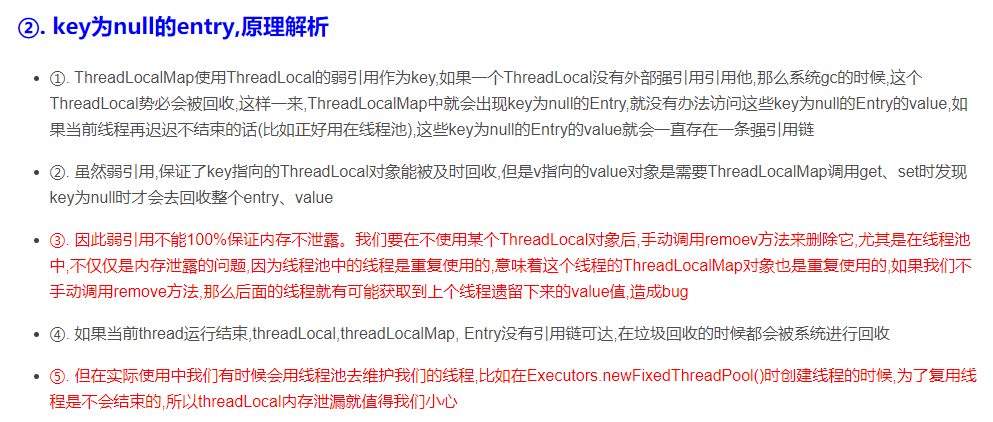 ②. key为null的entry,原理解析
①. ThreadLocalMap使用ThreadLocal的弱引用作为key,如果一个ThreadLocal没有外部强引用引用他,那么系统gc的时候,这个
ThreadLocal势必会被回收,这样一来,ThreadLocalMap中就会出现key为null的Entry,就没有办法访问这些key为null的Entry的value,如
果当前线程再迟迟不结束的话(比如正好用在线程池),这些key为null的Entry的value就会一直存在一条强引用链
②. 虽然弱引用,保证了key指向的ThreadLocal对象能被及时回收,但是v指向的value对象是需要ThreadLocalMap调用get、set时发现
key为null时才会去回收整个entry、value
③. 因此弱引用不能100%保证内存不泄露。我们要在不使用某个ThreadLocal对象后,手动调用remoev方法来删除它,尤其是在线程池
中,不仅仅是内存泄露的问题,因为线程池中的线程是重复使用的,意味着这个线程的ThreadLocalMap对象也是重复使用的,如果我们不
手动调用remove方法,那么后面的线程就有可能获取到上个线程遗留下来的value值,造成bug
④. 如果当前thread运行结束,threadLocal,threadLocalMap, Entry没有引用链可达,在垃圾回收的时候都会被系统进行回收
⑤. 但在实际使用中我们有时候会用线程池去维护我们的线程,比如在Executors.newFixedThreadPool()时创建线程的时候,为了复用线
程是不会结束的,所以threadLocal内存泄漏就值得我们小心